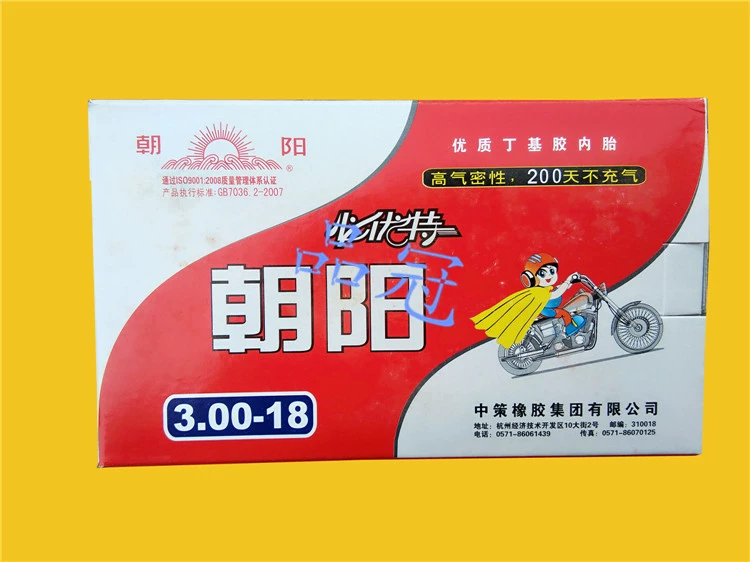 朝 阳
®
通过ISO9001:2008质量管理体系认证
产品执行标准:GB7036.2-2007
优质丁基胶内胎
高气密性，200天不充气
必优特
品冠
朝阳
3.00-18
中策橡胶集团有限公司
地址：杭州经济技术开发区10大街2号 邮编：310018
电话：0571-86061439 传真：0571-86070125